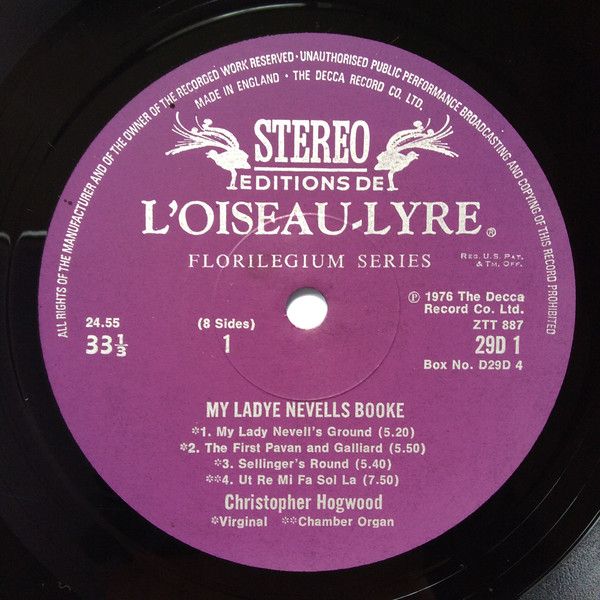 ALL RIGHTS OF THE MANUFACTURER AND OF THE OWNER OF THE RECORDED WORK RESERVED · UNAUTHORISED PUBLIC PERFORMANCE BROADCASTING AND COPYING OF THIS RECORD PROHIBITED
MADE IN ENGLAND · THE DECCA RECORD CO. LTD.
STEREO
EDITIONS DE
L'OISEAU-LYRE ®
FLORILEGIUM SERIES
REG. U.S. PAT.
& TM. OFF.
24.55
33⅓
(8 Sides)
1
℗ 1976 The Decca
Record Co. Ltd.
ZTT 887
29D 1
Box No. D29D 4
MY LADYE NEVELLS BOOKE
*1. My Lady Nevell's Ground (5.20)
*2. The First Pavan and Galliard (5.50)
*3. Sellinger's Round (5.40)
**4. Ut Re Mi Fa Sol La (7.50)
Christopher Hogwood
*Virginal **Chamber Organ